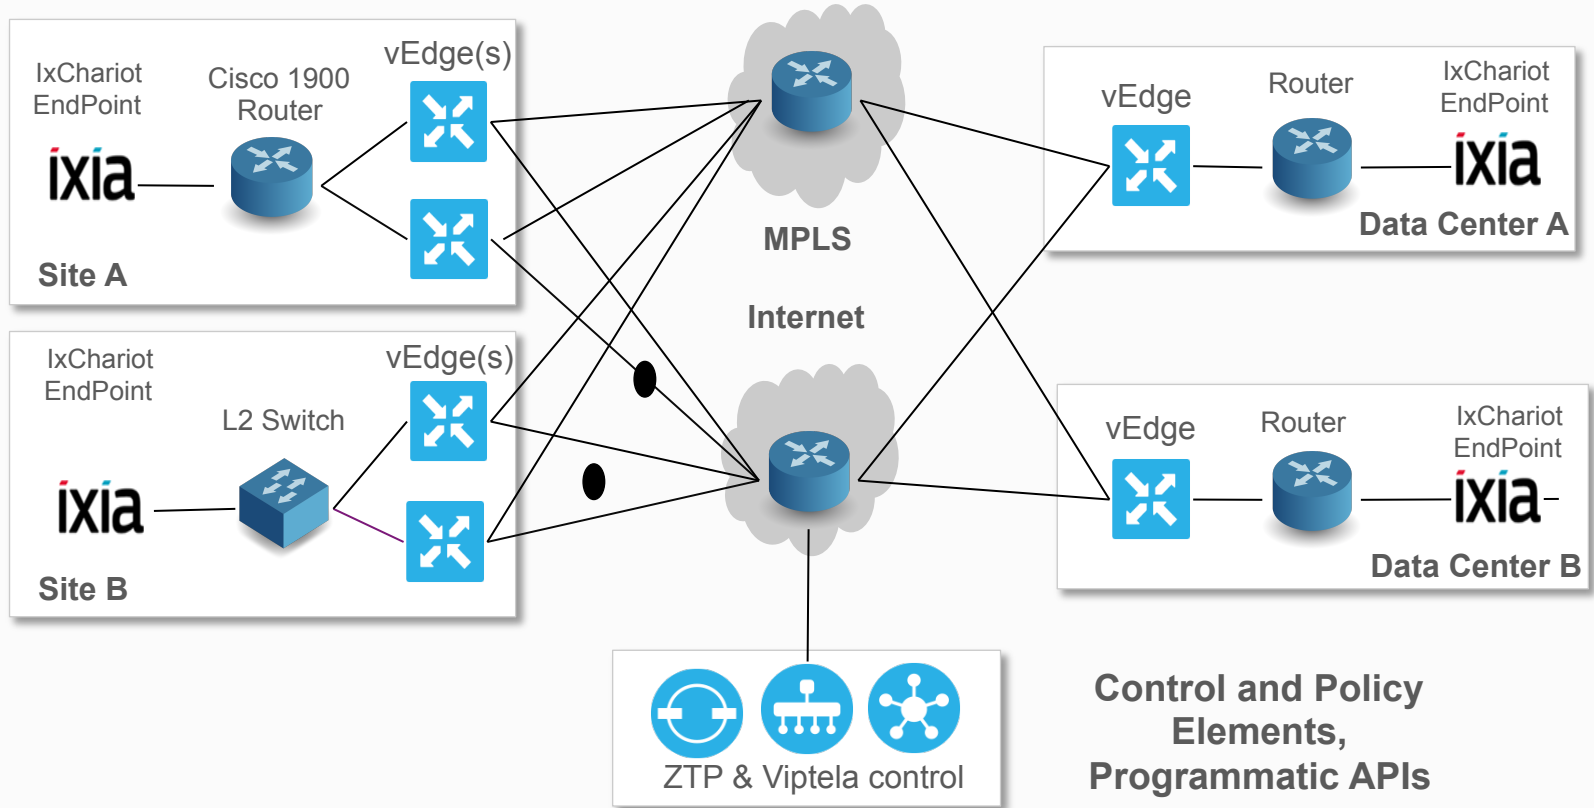 IxChariot
EndPoint
Cisco 1900
Router
vEdge(s)
ixia
Site A
IxChariot
EndPoint
L2 Switch
vEdge(s)
ixia
Site B
MPLS
Internet
vEdge
Router
IxChariot
EndPoint
ixia
Data Center A
vEdge
Router
IxChariot
EndPoint
ixia
Data Center B
ZTP & Viptela control
Control and Policy
Elements,
Programmatic APIs